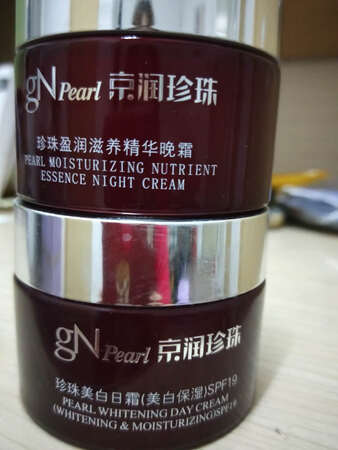 gN Pearl 京润珍珠
珍珠盈润滋养精华晚霜
PEARL MOISTURIZING NUTRIENT
ESSENCE NIGHT CREAM
gN Pearl 京润珍珠
珍珠美白日霜(美白保湿)SPF19
PEARL WHITENING DAY CREAM
(WHITENING & MOISTURIZING)SPF19